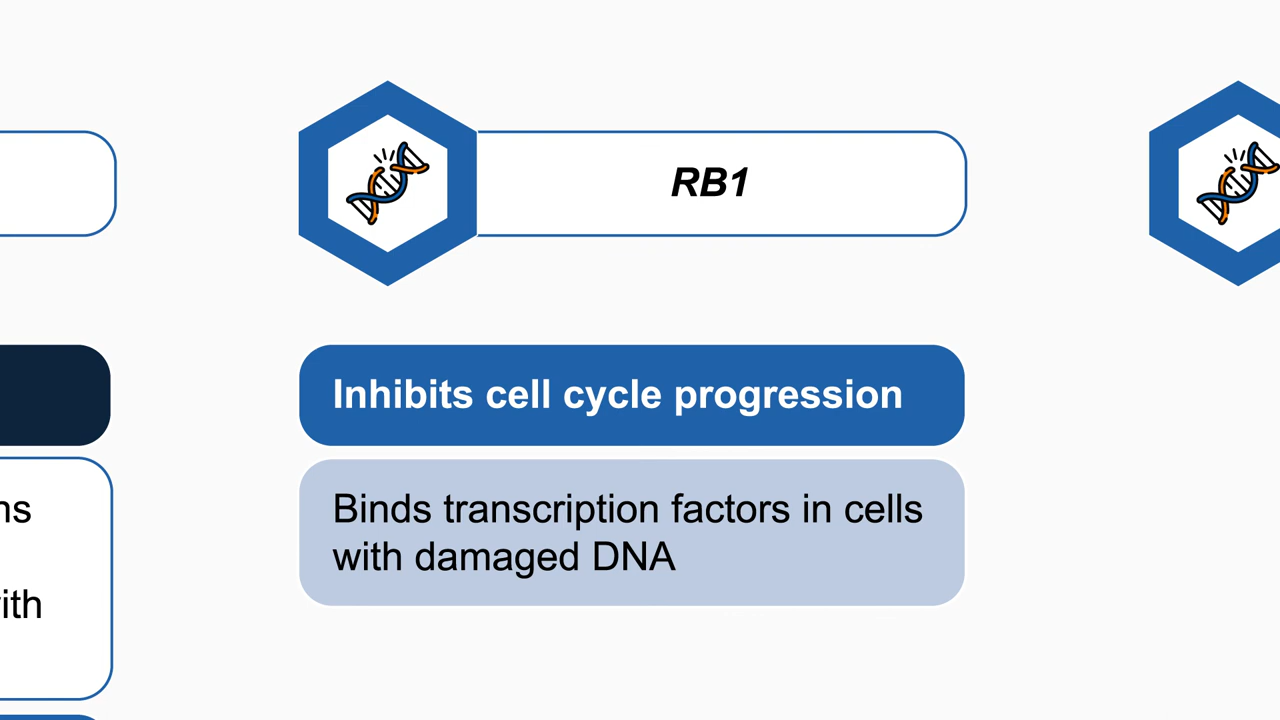 RB1
Inhibits cell cycle progression
Binds transcription factors in cells
with damaged DNA